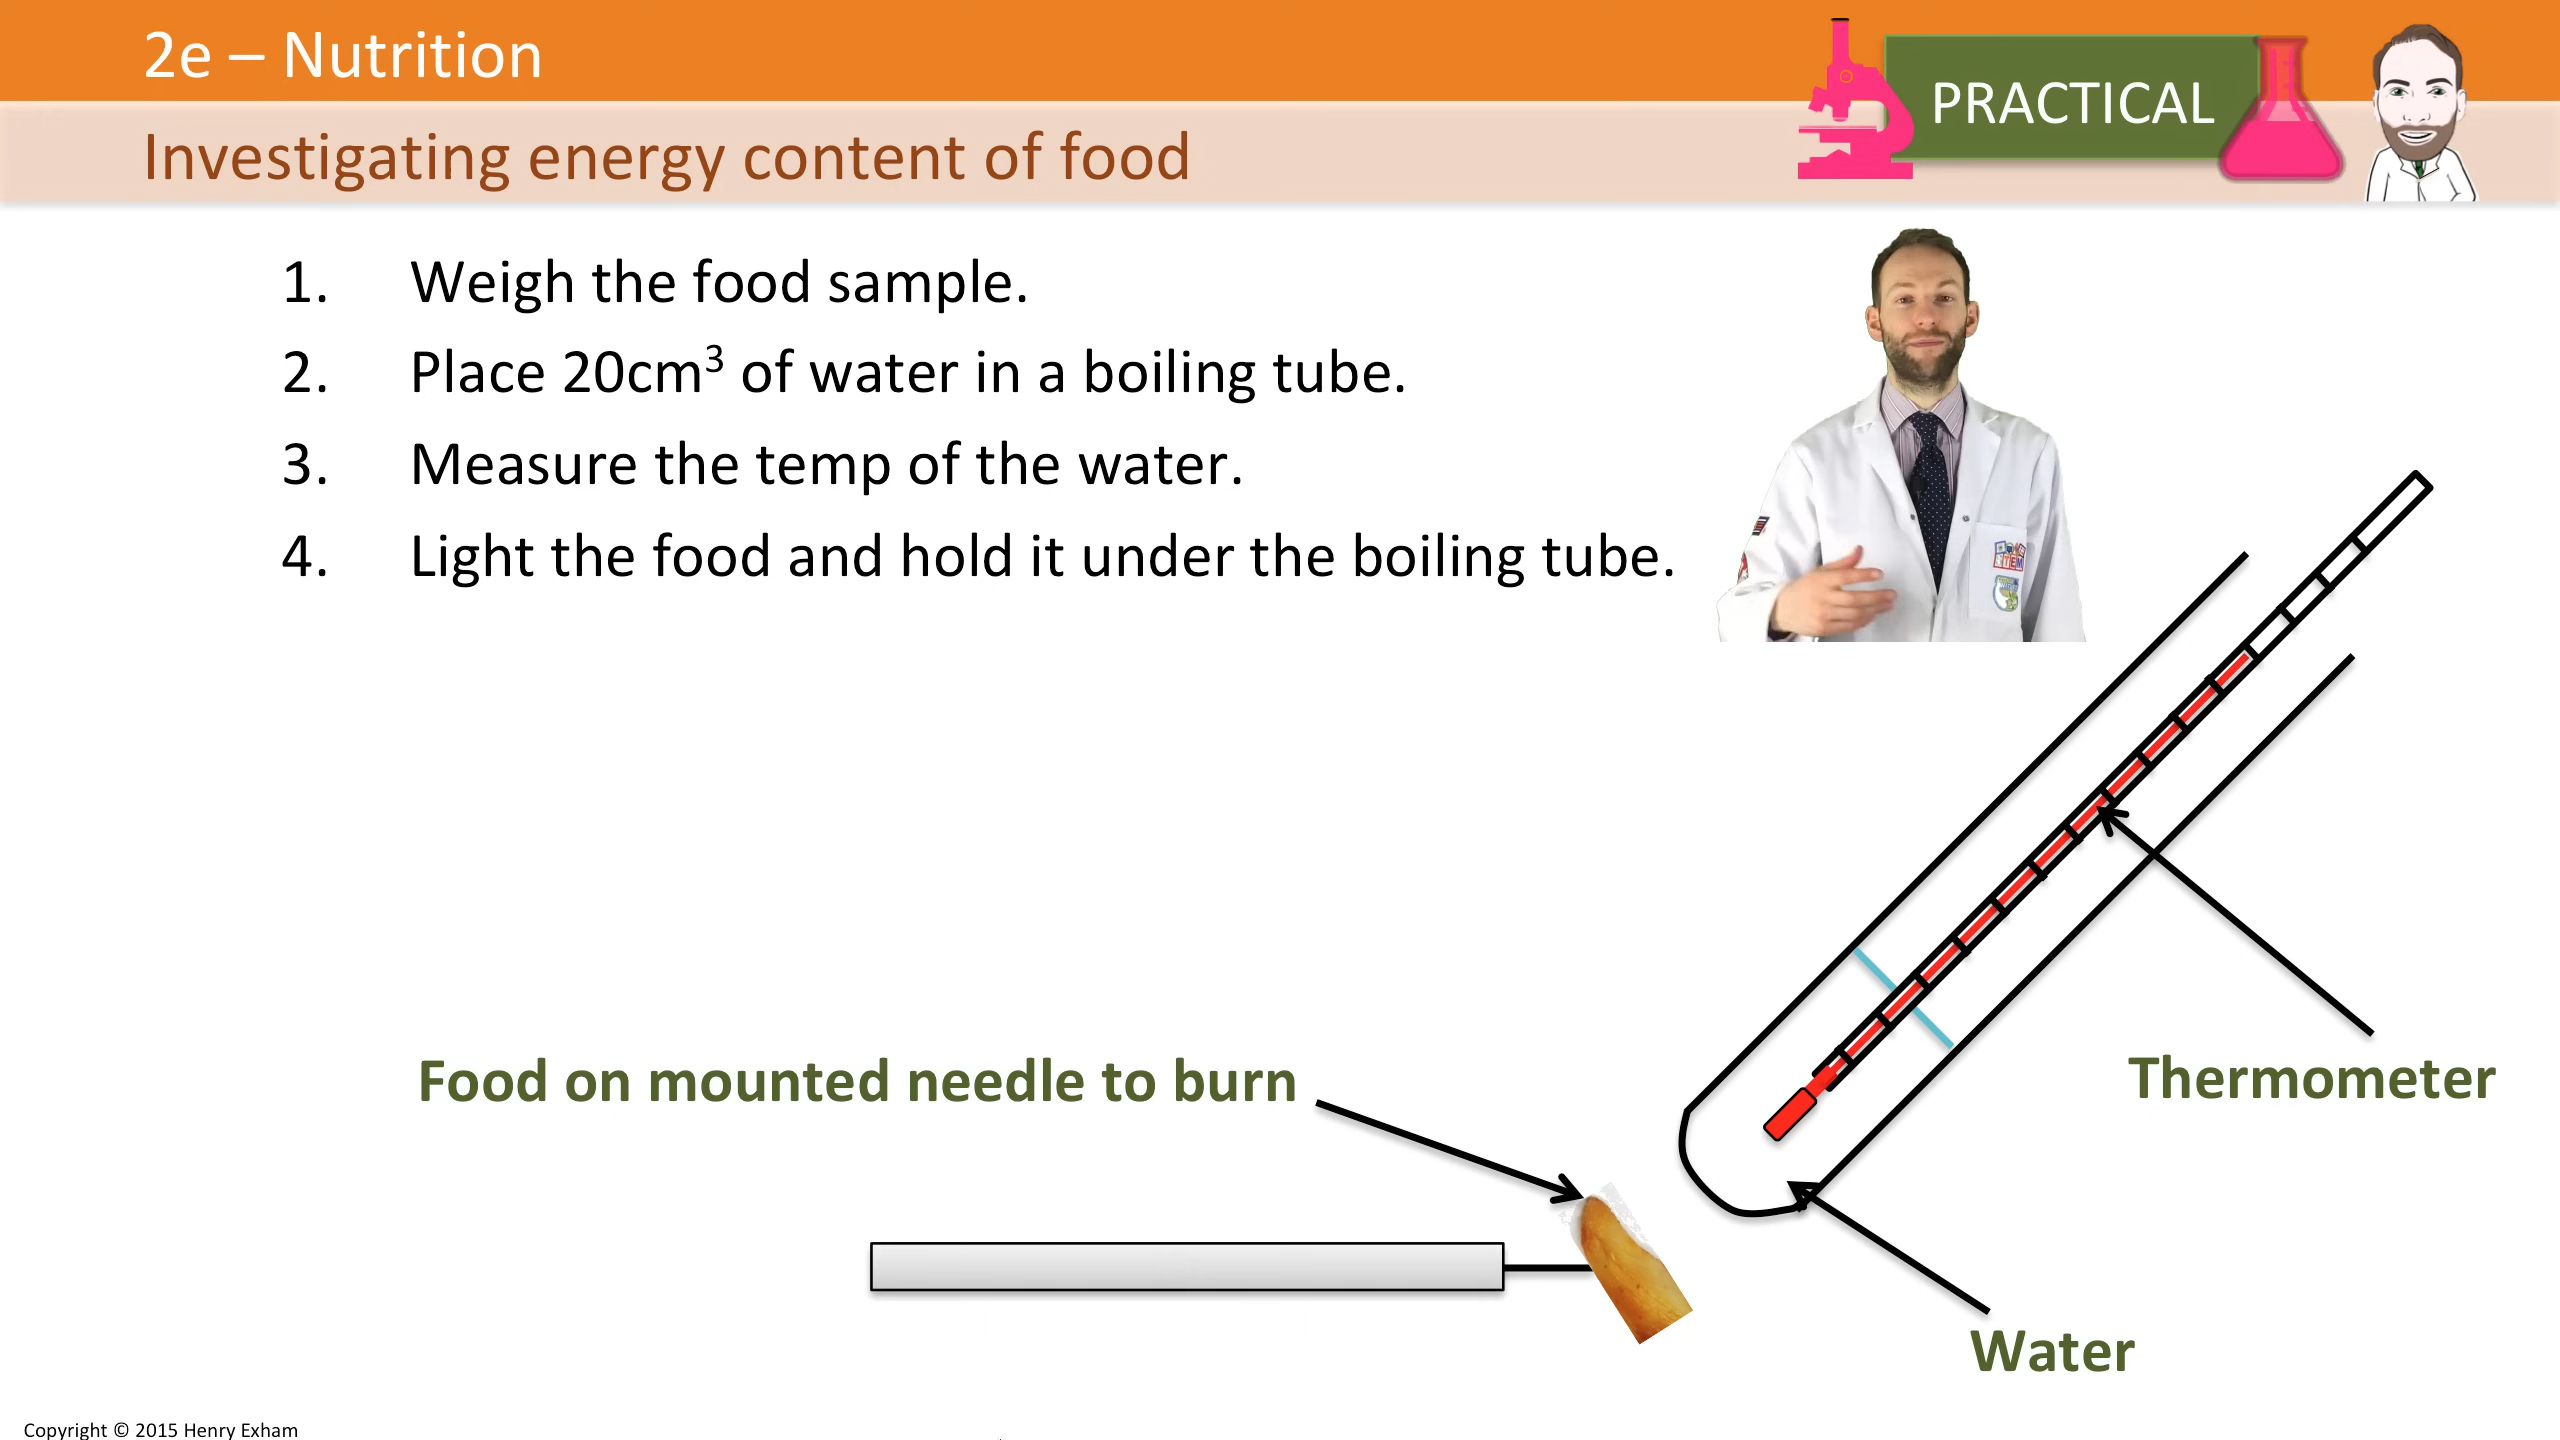 2e – Nutrition
PRACTICAL
Investigating energy content of food
1. Weigh the food sample.
2. Place 20cm³ of water in a boiling tube.
3. Measure the temp of the water.
4. Light the food and hold it under the boiling tube.
STEM
Food on mounted needle to burn
Thermometer
Water
Copyright © 2015 Henry Exham